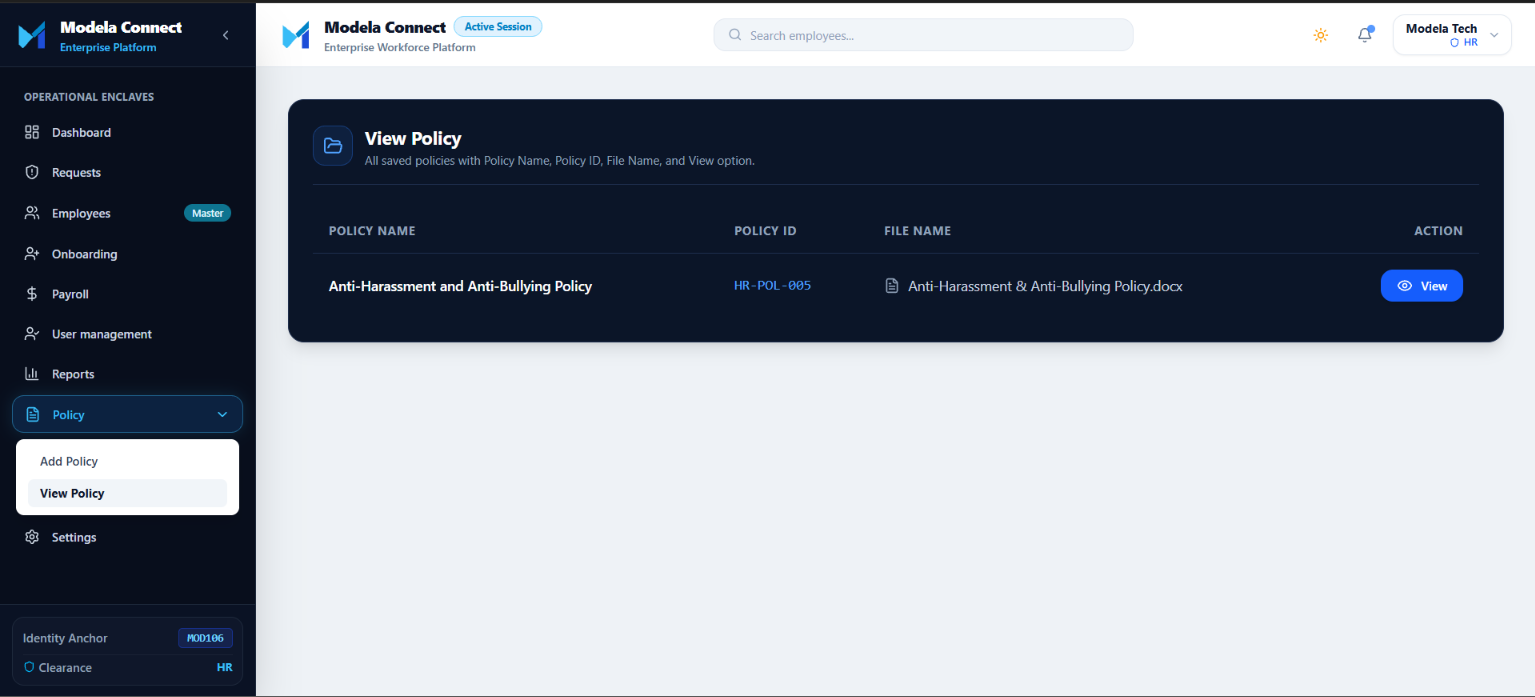 Modela Connect
Enterprise Platform
OPERATIONAL ENCLAVES
Dashboard
Requests
Employees Master
Onboarding
Payroll
User management
Reports
Policy
Add Policy
View Policy
Settings
Identity Anchor MOD106
Clearance HR
Modela Connect Active Session
Enterprise Workforce Platform
Search employees...
Modela Tech
HR
View Policy
All saved policies with Policy Name, Policy ID, File Name, and View option.
POLICY NAME POLICY ID FILE NAME ACTION
Anti-Harassment and Anti-Bullying Policy HR-POL-005 Anti-Harassment & Anti-Bullying Policy.docx View